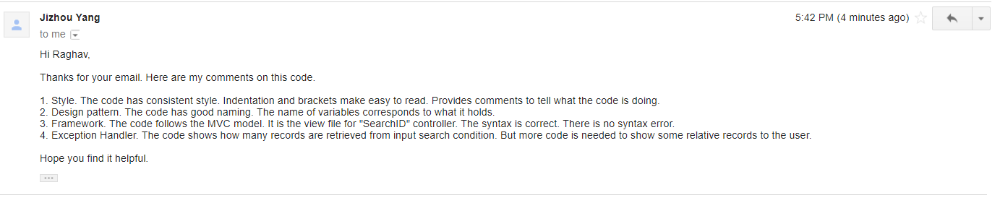 Jizhou Yang
5:42 PM (4 minutes ago)
to me
Hi Raghav,
Thanks for your email. Here are my comments on this code.
1. Style. The code has consistent style. Indentation and brackets make easy to read. Provides comments to tell what the code is doing.
2. Design pattern. The code has good naming. The name of variables corresponds to what it holds.
3. Framework. The code follows the MVC model. It is the view file for "SearchID" controller. The syntax is correct. There is no syntax error.
4. Exception Handler. The code shows how many records are retrieved from input search condition. But more code is needed to show some relative records to the user.
Hope you find it helpful.